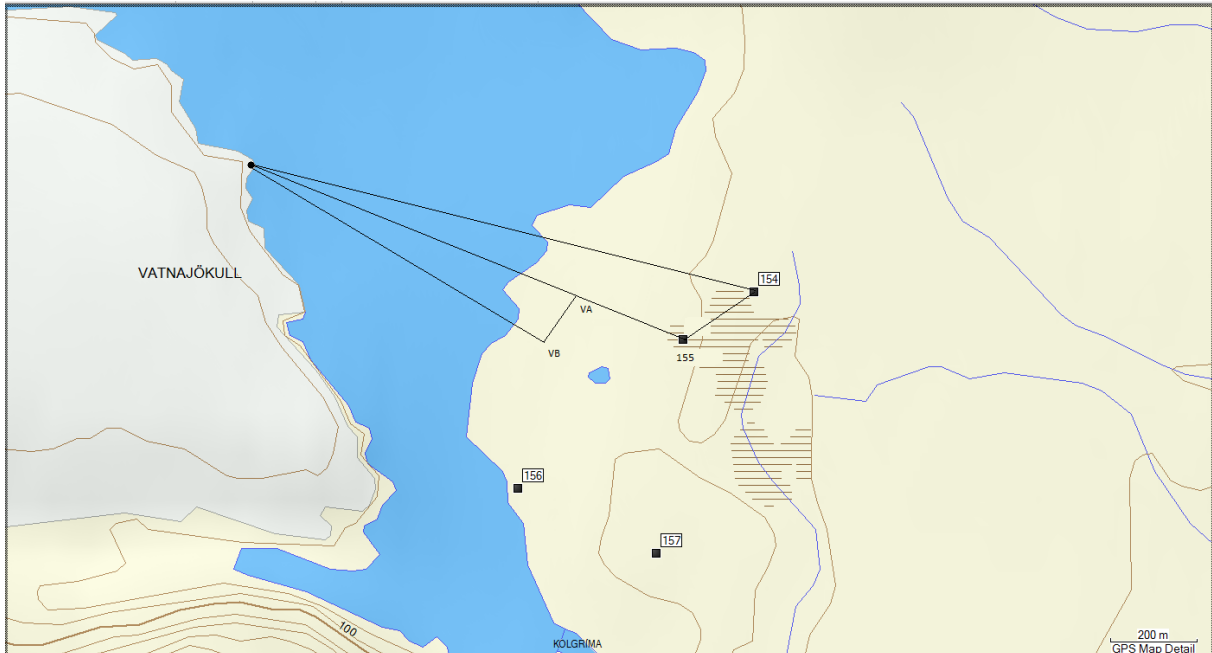 VATNAJÖKULL
154
VA
VB
155
156
157
100
KOLGRÍMA
200 m
GPS Map Detail